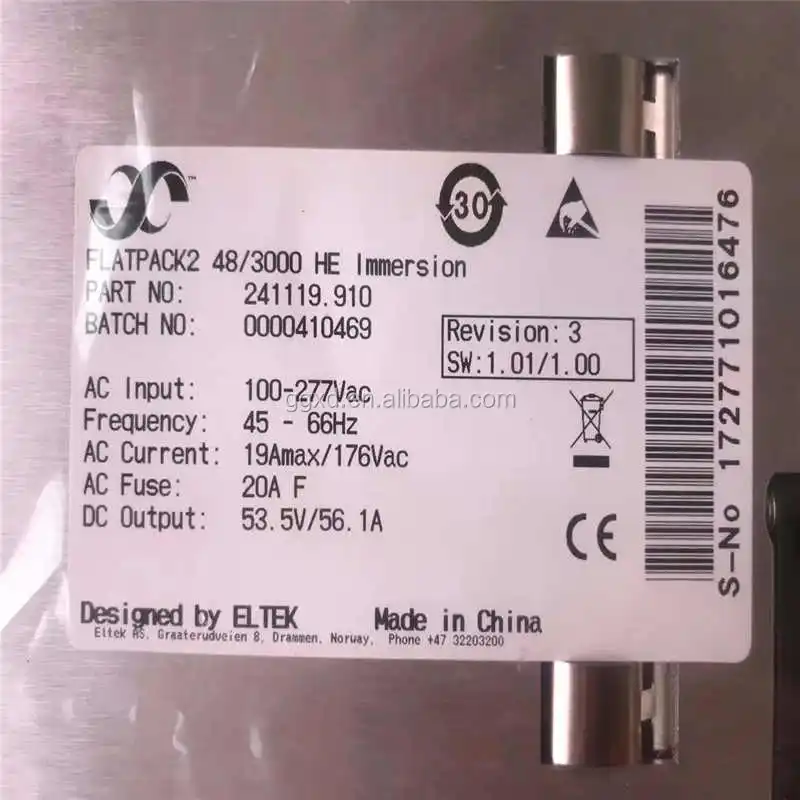 ™
30
FLATPACK2 48/3000 HE Immersion
PART NO: 241119.910
BATCH NO: 0000410469
Revision: 3
SW:1.01/1.00
AC Input: 100-277Vac
ggxd.en.alibaba.com
Frequency: 45 - 66Hz
AC Current: 19Amax/176Vac
AC Fuse: 20A F
DC Output: 53.5V/56.1A
CE
Designed by ELTEK Made in China
Eltek AS. Graaterudveien 8, Drammen, Norway, Phone +47 32203200
S-No 172771016476